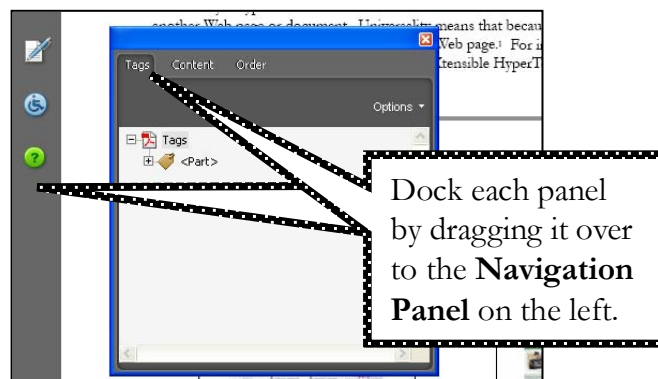 another Web page or document. Universality means that becau
Web page.1 For i
Xtensible HyperT
Tags Content Order
Options
Tags
<Part>
Dock each panel
by dragging it over
to the Navigation
Panel on the left.